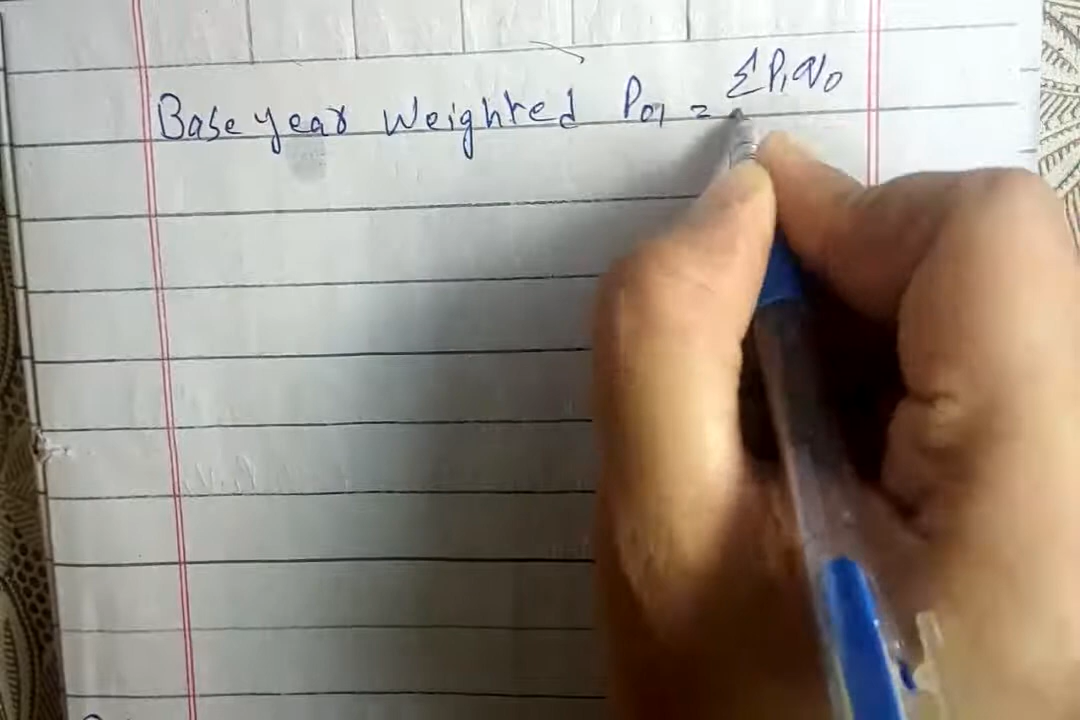 Base year Weighted P01 = ΣP1q0